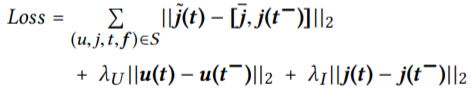 Loss = ∑ ||j̃(t) − [j̄, j(t⁻)]||₂
(u, j, t, f)∈S
+ λ_U||u(t) − u(t⁻)||₂ + λ_I||j(t) − j(t⁻)||₂